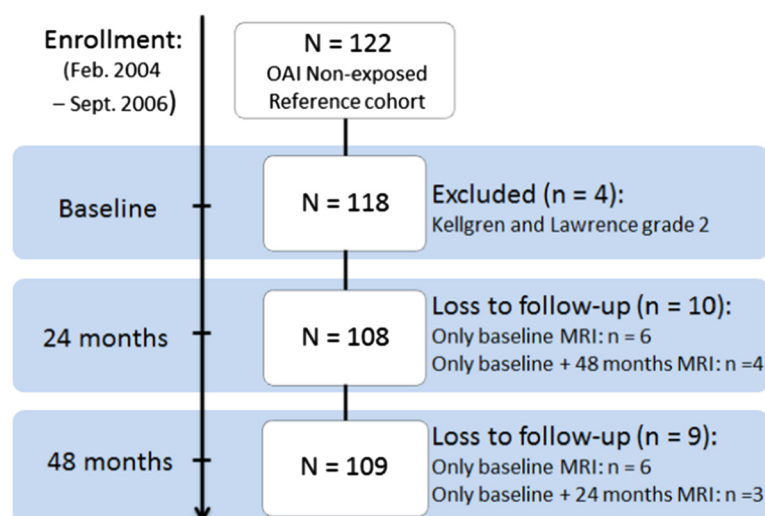 Enrollment:
(Feb. 2004
– Sept. 2006)
N = 122
OAI Non-exposed
Reference cohort
Baseline
N = 118
Excluded (n = 4):
Kellgren and Lawrence grade 2
24 months
N = 108
Loss to follow-up (n = 10):
Only baseline MRI: n = 6
Only baseline + 48 months MRI: n =4
48 months
N = 109
Loss to follow-up (n = 9):
Only baseline MRI: n = 6
Only baseline + 24 months MRI: n =3